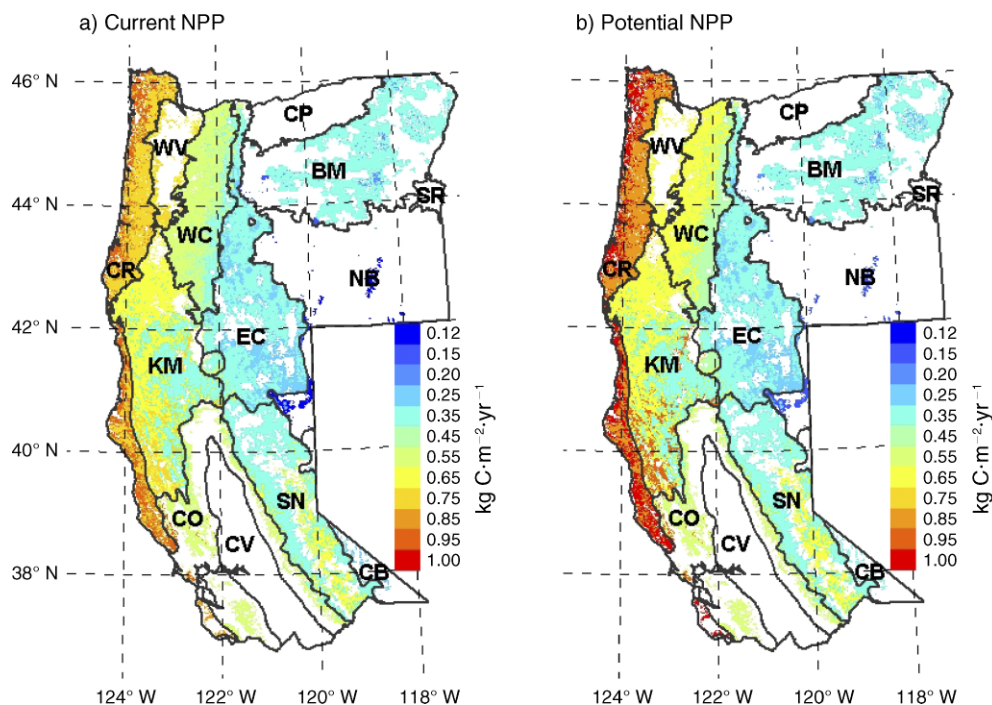 a) Current NPP
b) Potential NPP
46° N
44° N
42° N
40° N
38° N
CP
WV
BM
SR
WC
CR
NB
EC
KM
SN
CO
CV
CB
0.12
0.15
0.20
0.25
0.35
0.45
0.55
0.65
0.75
0.85
0.95
1.00
kg C·m⁻²·yr⁻¹
124° W
122° W
120° W
118° W
46° N
44° N
42° N
40° N
38° N
CP
WV
BM
SR
WC
CR
NB
EC
KM
SN
CO
CV
CB
0.12
0.15
0.20
0.25
0.35
0.45
0.55
0.65
0.75
0.85
0.95
1.00
kg C·m⁻²·yr⁻¹
124° W
122° W
120° W
118° W